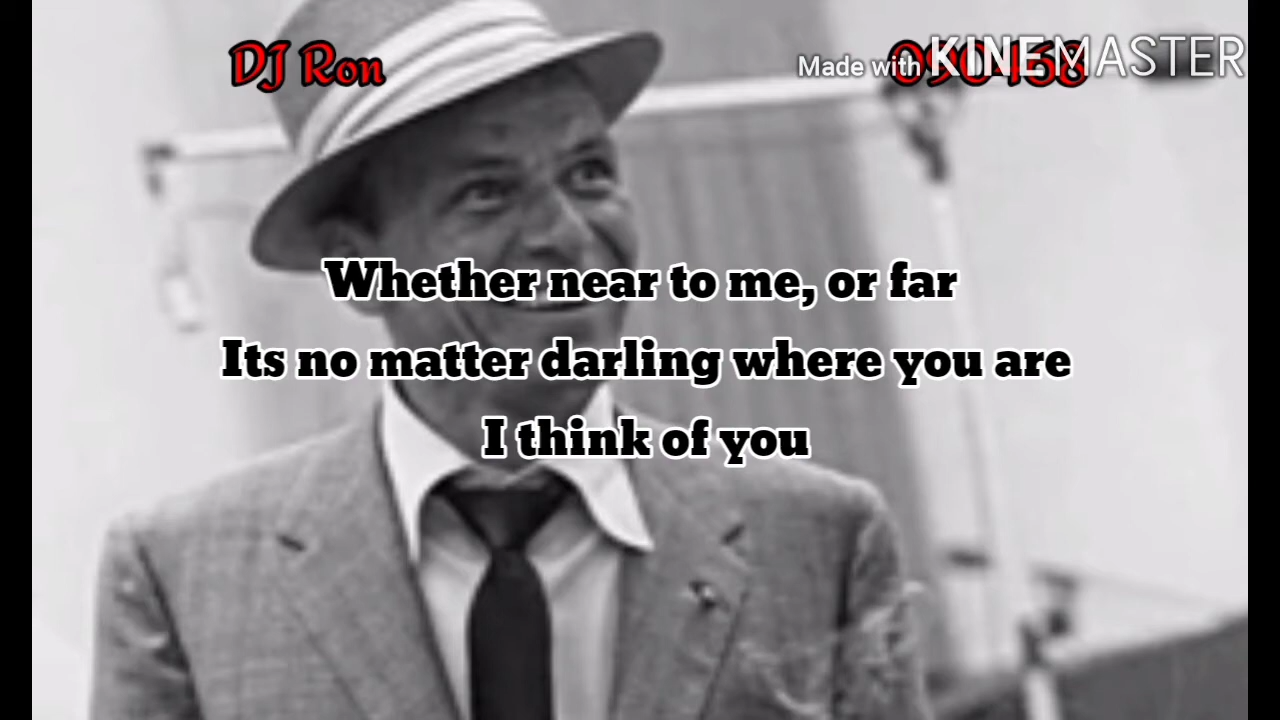 DJ Ron
Made with KINEMASTER
Whether near to me, or far
Its no matter darling where you are
I think of you